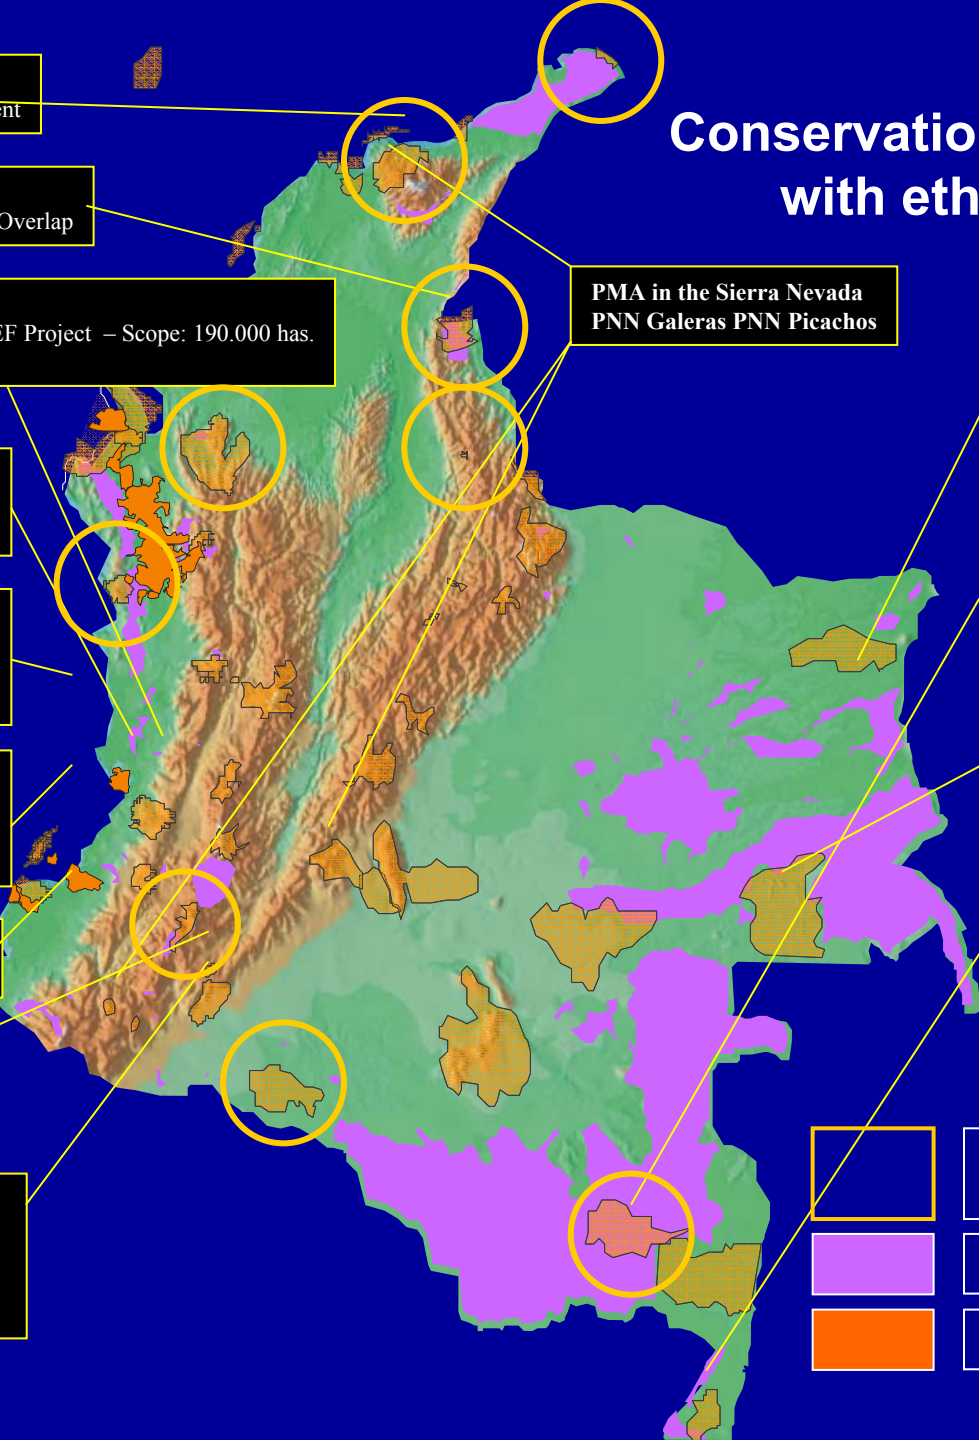 ent
Conservatio
with eth
Overlap
PMA in the Sierra Nevada
PNN Galeras PNN Picachos
EF Project – Scope: 190.000 has.